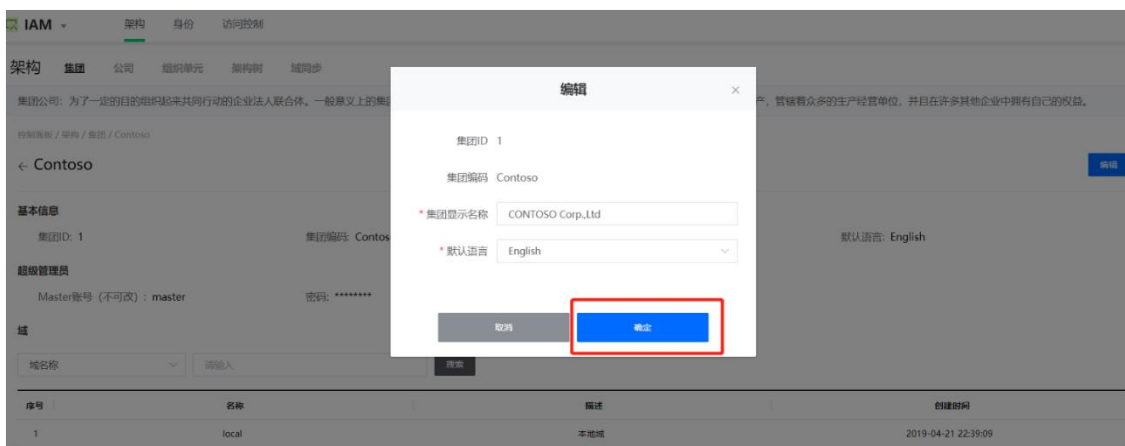 IAM 架构 身份 访问控制
架构 集团 公司 组织单元 架构树 域同步
集团公司：为了一定的目的组织起来共同行动的企业法人联合体。一般意义上的集 产，管辖着众多的生产经营单位，并且在许多其他企业中拥有自己的权益。
控制面板 / 架构 / 集团 / Contoso
← Contoso 编辑
基本信息
集团ID: 1 集团编码: Contos 默认语言: English
超级管理员
Master账号（不可改）: master 密码: ********
域
域名称 请输入 搜索
序号 名称 描述 创建时间
1 local 本地域 2019-04-21 22:39:09
编辑 ×
集团ID 1
集团编码 Contoso
* 集团显示名称 CONTOSO Corp.,Ltd
* 默认语言 English
取消 确定